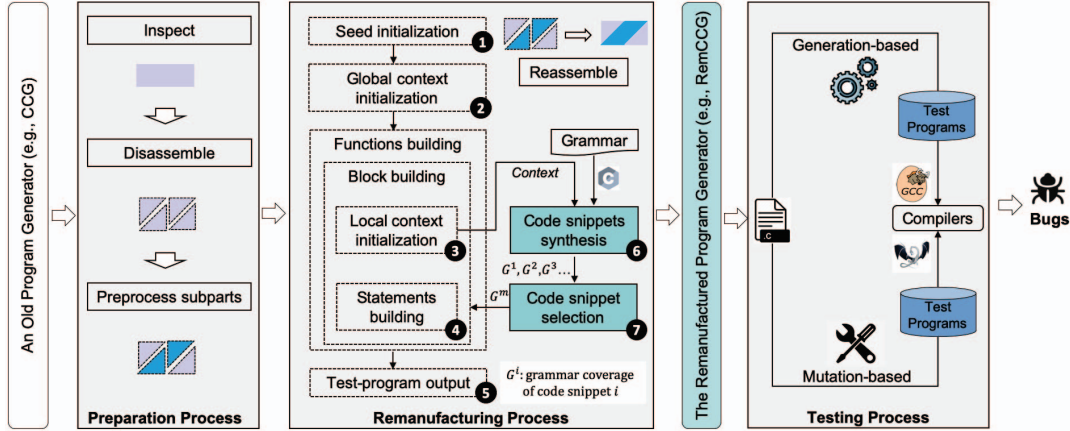 An Old Program Generator (e.g., CCG)
Inspect
Disassemble
Preprocess subparts
Preparation Process
Seed initialization
1
Reassemble
Global context
initialization
2
Functions building
Grammar
Block building
Context
C
Local context
initialization
3
Code snippets
synthesis
6
G¹, G², G³...
Statements
building
4
Gᵐ
Code snippet
selection
7
Test-program output
5
Gⁱ: grammar coverage
of code snippet i
Remanufacturing Process
The Remanufactured Program Generator (e.g., RemCCG)
Generation-based
Test
Programs
GCC
.C
Compilers
Bugs
Test
Programs
Mutation-based
Testing Process